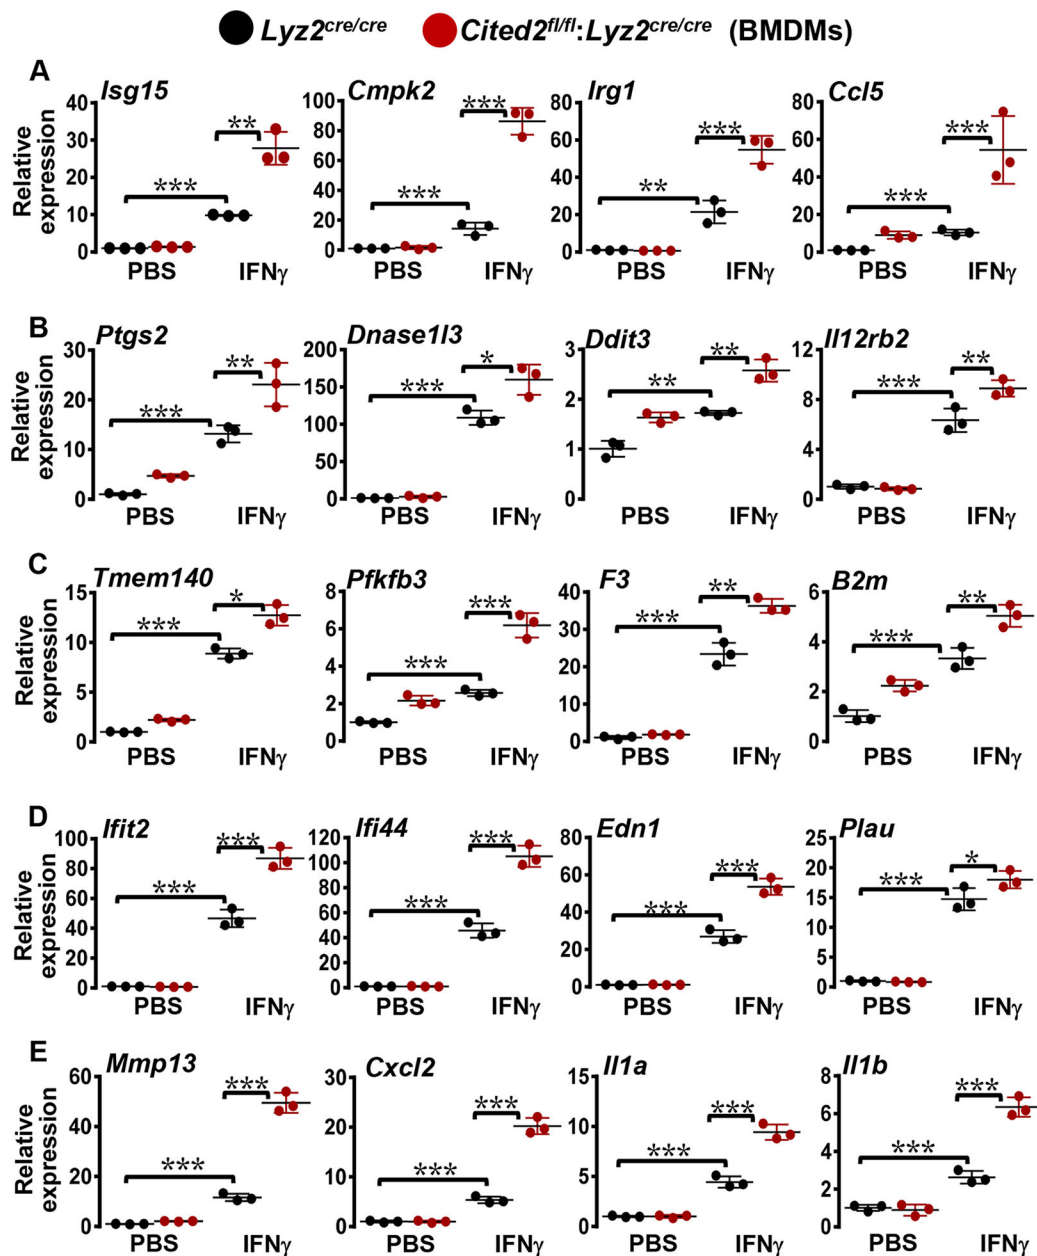 Lyz2cre/cre Cited2fl/fl:Lyz2cre/cre (BMDMs)
A
Isg15 Cmpk2 Irg1 Ccl5
Relative expression
40 30 20 10 0
** ***
PBS IFNγ
100 80 60 40 20 0
*** ***
PBS IFNγ
80 60 40 20 0
*** **
PBS IFNγ
80 60 40 20 0
*** ***
PBS IFNγ
B
Ptgs2 Dnase1l3 Ddit3 Il12rb2
Relative expression
30 20 10 0
** ***
PBS IFNγ
200 150 100 50 0
* ***
PBS IFNγ
3 2 1 0
** **
PBS IFNγ
12 8 4 0
** ***
PBS IFNγ
C
Tmem140 Pfkfb3 F3 B2m
Relative expression
15 10 5 0
* ***
PBS IFNγ
8 6 4 2 0
*** ***
PBS IFNγ
40 30 20 10 0
** ***
PBS IFNγ
6 4 2 0
** ***
PBS IFNγ
D
Ifit2 Ifi44 Edn1 Plau
Relative expression
100 80 60 40 20 0
*** ***
PBS IFNγ
120 100 80 60 40 20 0
*** ***
PBS IFNγ
80 60 40 20 0
*** ***
PBS IFNγ
25 20 15 10 5 0
* ***
PBS IFNγ
E
Mmp13 Cxcl2 Il1a Il1b
Relative expression
60 40 20 0
*** ***
PBS IFNγ
30 20 10 0
*** ***
PBS IFNγ
15 10 5 0
*** ***
PBS IFNγ
8 6 4 2 0
*** ***
PBS IFNγ